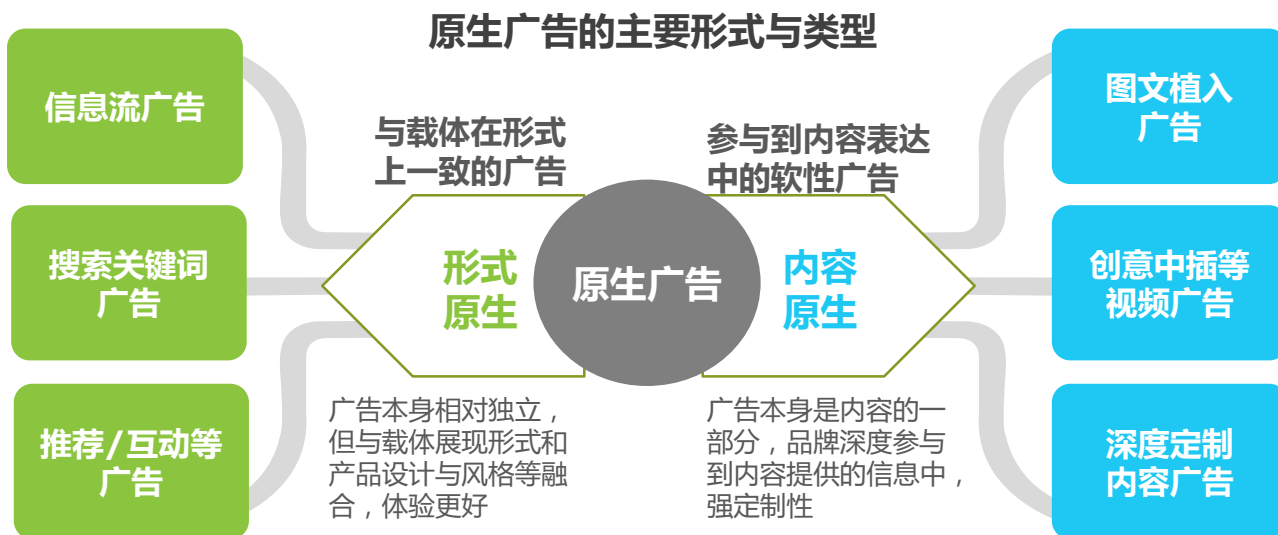 原生广告的主要形式与类型
信息流广告
搜索关键词
广告
推荐/互动等
广告
与载体在形式
上一致的广告
形式
原生
广告本身相对独立，
但与载体展现形式和
产品设计与风格等融
合，体验更好
原生广告
参与到内容表达
中的软性广告
内容
原生
广告本身是内容的一
部分，品牌深度参与
到内容提供的信息中，
强定制性
图文植入
广告
创意中插等
视频广告
深度定制
内容广告